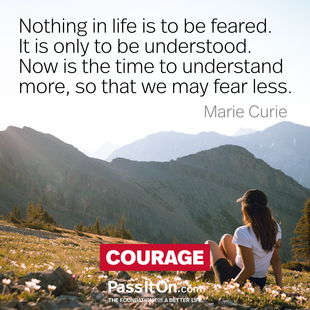 Nothing in life is to be feared.
It is only to be understood.
Now is the time to understand
more, so that we may fear less.
Marie Curie
COURAGE
PassItOn.com
THE FOUNDATION FOR A BETTER LIFE